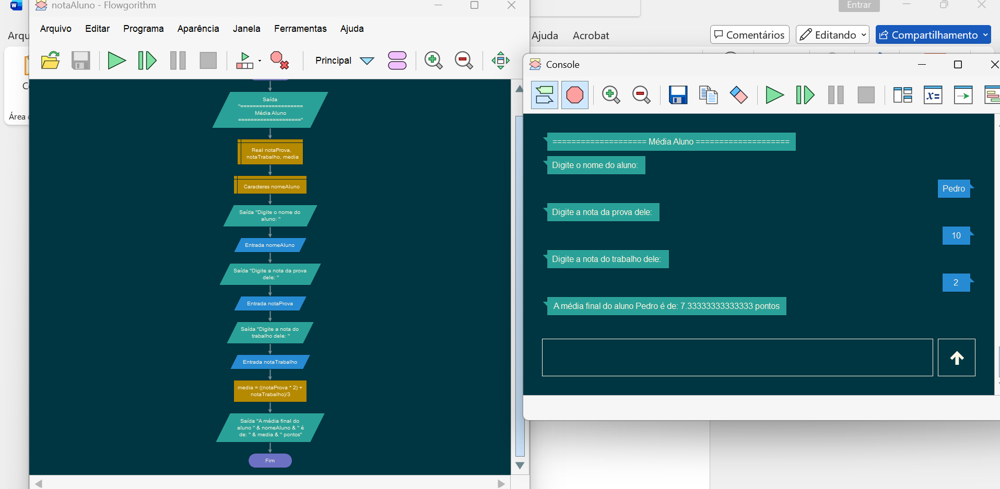 notaAluno - Flowgorithm
Arquivo Editar Programa Aparência Janela Ferramentas Ajuda
Principal
Saída
"====================
Média Aluno
===================="
Real notaProva,
notaTrabalho, media
Caracteres nomeAluno
Saída "Digite o nome do
aluno: "
Entrada nomeAluno
Saída "Digite a nota da prova
dele: "
Entrada notaProva
Saída "Digite a nota do
trabalho dele: "
Entrada notaTrabalho
media = ((notaProva * 2) +
notaTrabalho)/3
Saída "A média final do
aluno " & nomeAluno & " é
de: " & media & " pontos"
Fim
Arqu
Área
Entrar
Ajuda Acrobat
Comentários Editando Compartilhamento
Console
==================== Média Aluno ====================
Digite o nome do aluno:
Pedro
Digite a nota da prova dele:
10
Digite a nota do trabalho dele:
2
A média final do aluno Pedro é de: 7.33333333333333 pontos